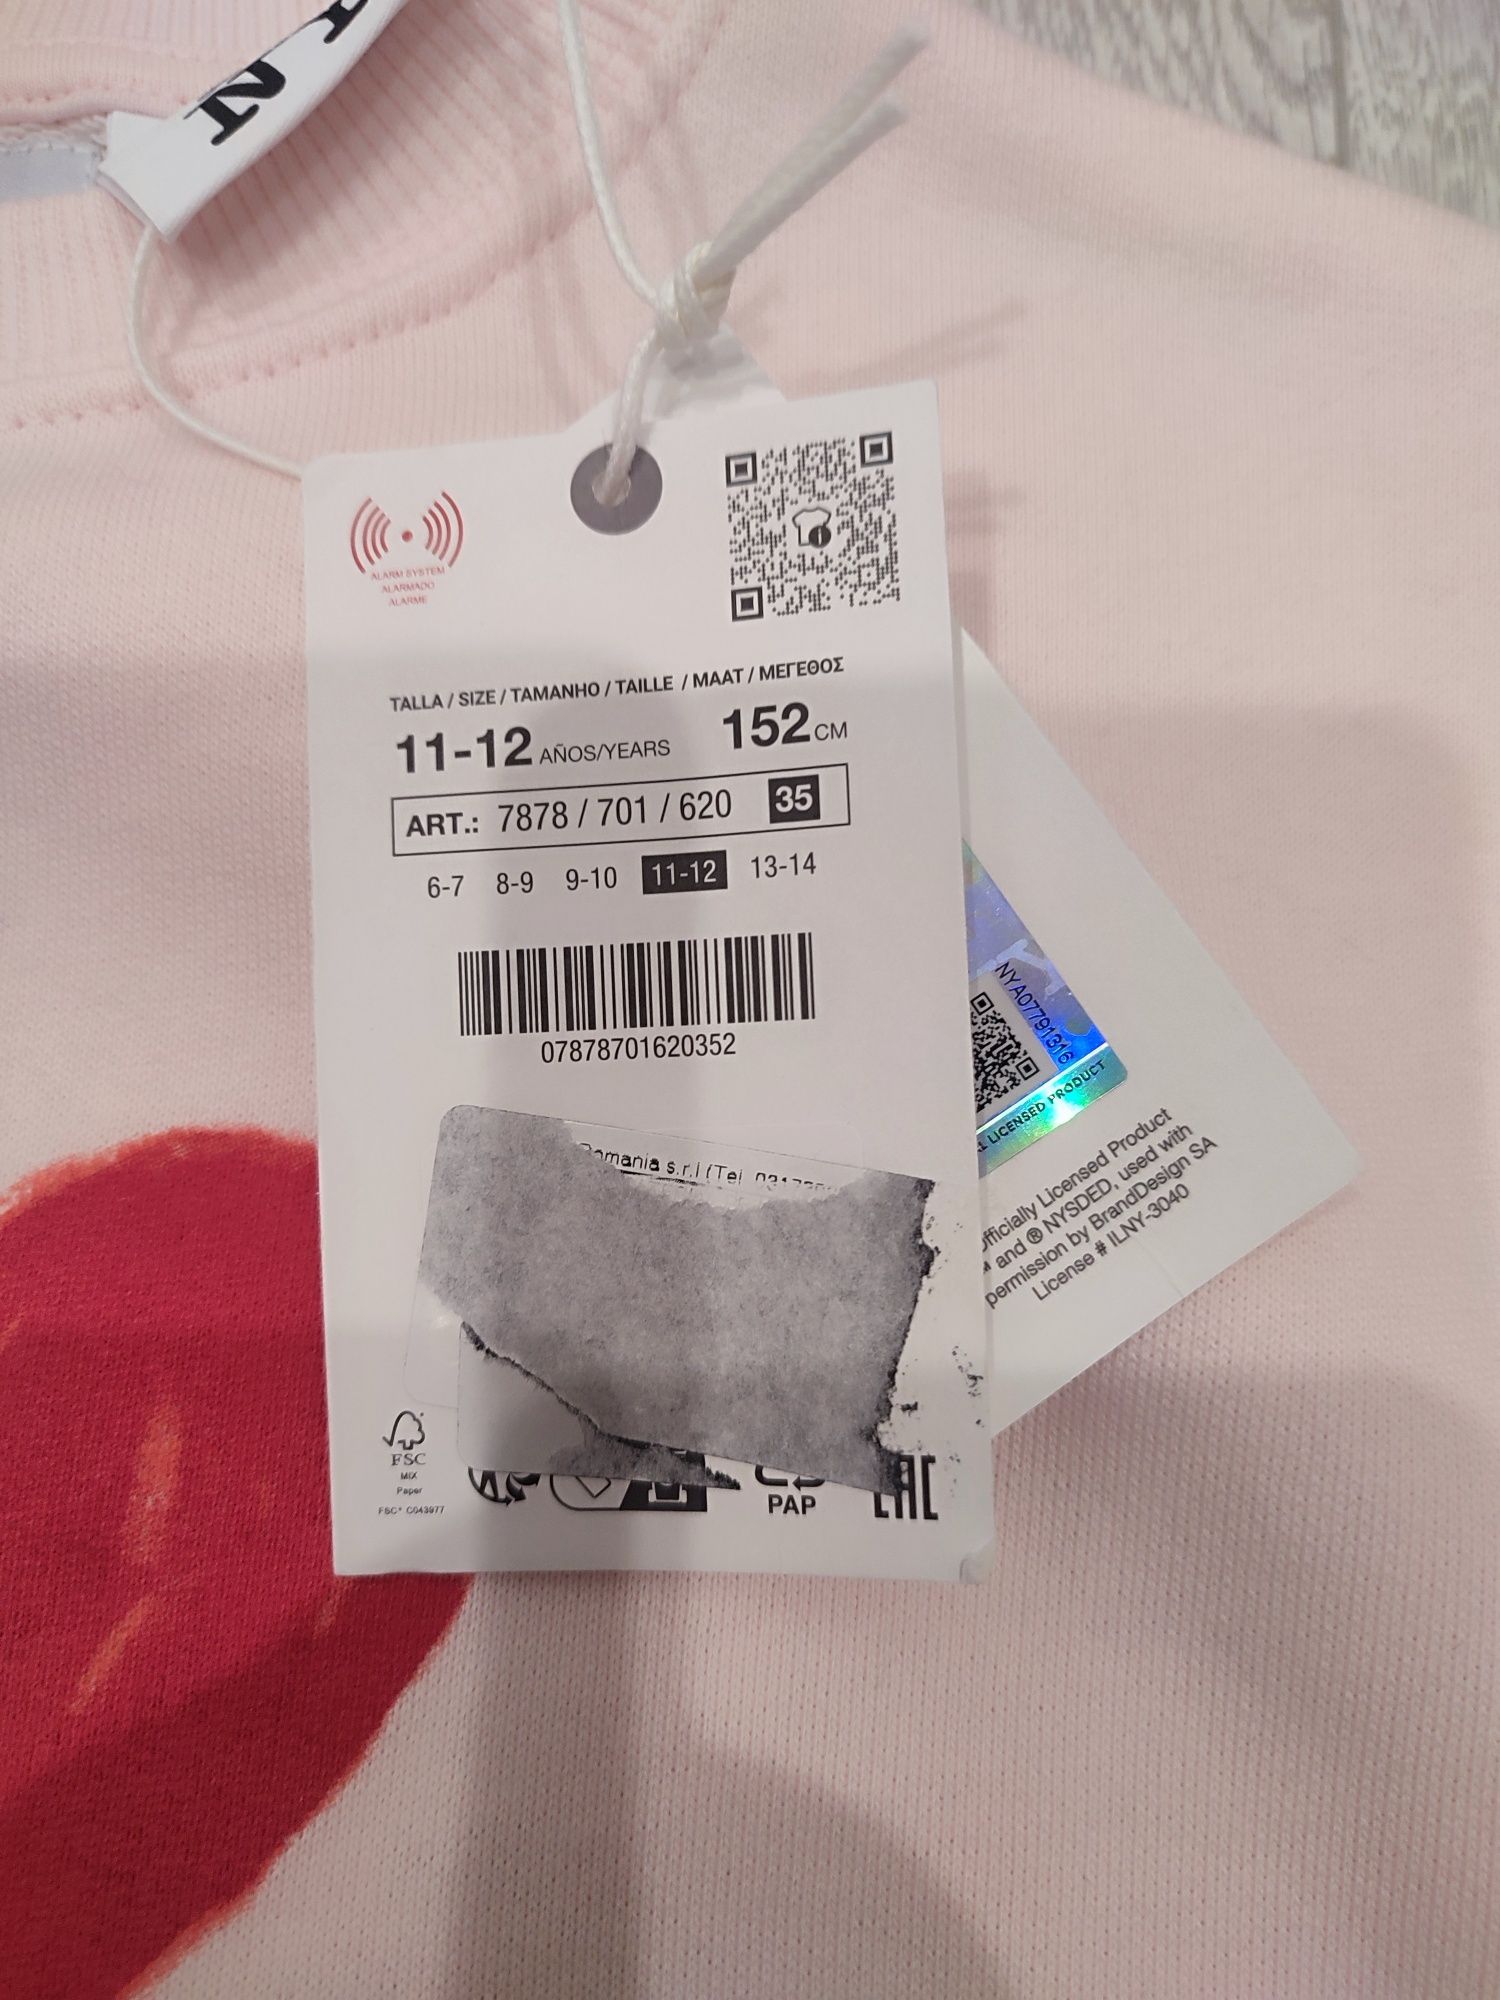 N
ALARM SYSTEM
ALARMADO
ALARME
TALLA / SIZE / TAMANHO / TAILLE / MAAT / ΜΕΓΕΘΟΣ
11-12 AÑOS/YEARS 152 CM
ART.: 7878 / 701 / 620 35
6-7 8-9 9-10 11-12 13-14
07878701620352
s.r.l (Tel.
FSC
MIX
Paper
FSC® C043977
PAP
EAC
NYA07791316
LICENSED PRODUCT
Officially Licensed Product
and ® NYSDED, used with
permission by BrandDesign SA
License # ILNY-3040